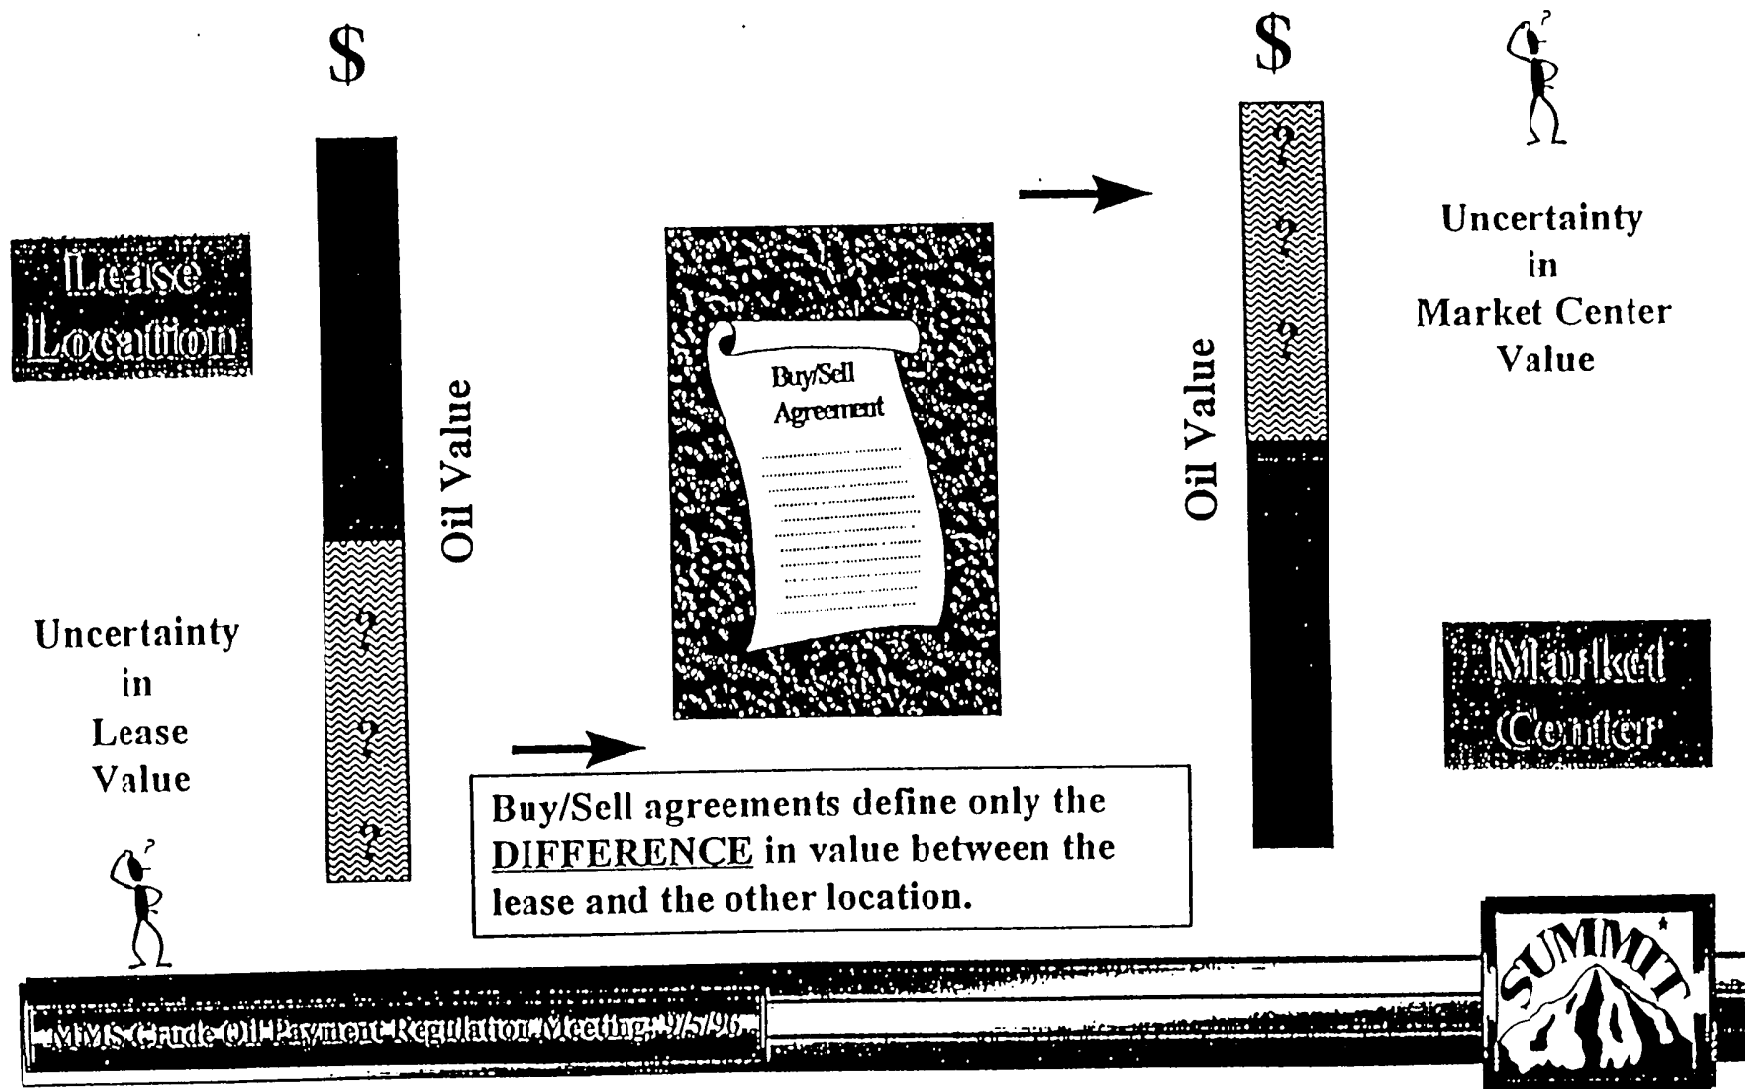 $
Lease
Location
?
?
?
Oil Value
Uncertainty
in
Lease
Value
?
Buy/Sell
Agreement
Buy/Sell agreements define only the
DIFFERENCE in value between the
lease and the other location.
$
?
?
?
Oil Value
?
Uncertainty
in
Market Center
Value
Market
Center
MMS Crude Oil Payment Regulation Meeting; 9/5/96
SUMMIT